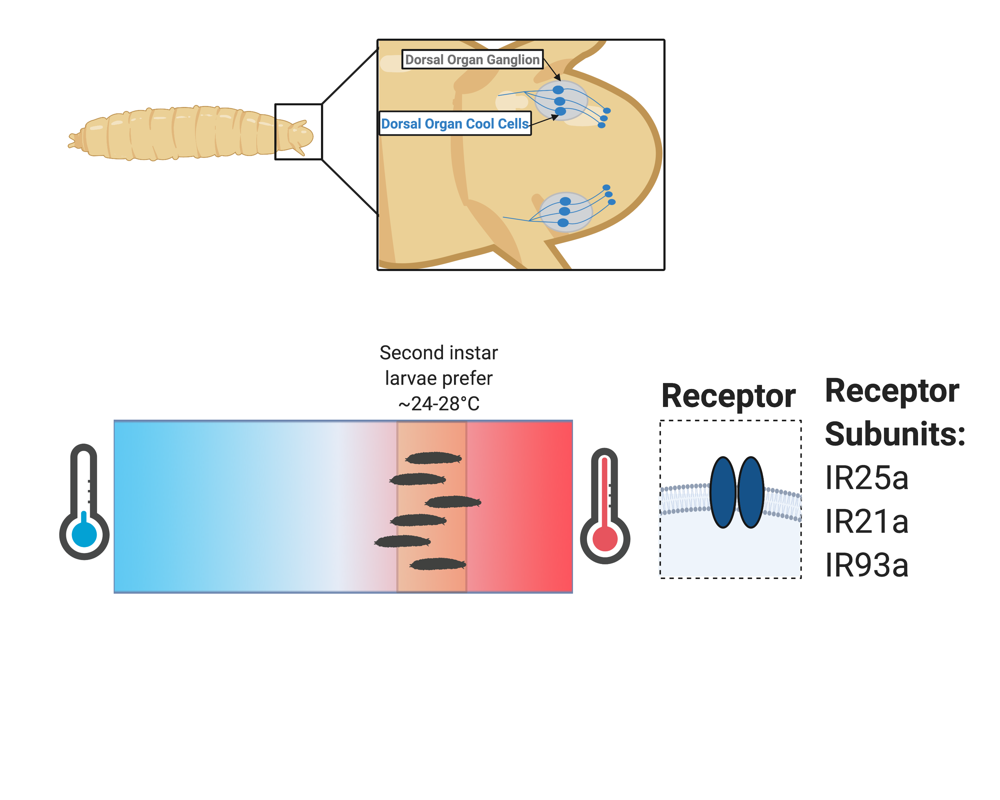 Dorsal Organ Ganglion
Dorsal Organ Cool Cells
Second instar
larvae prefer
~24-28°C
Receptor
Receptor
Subunits:
IR25a
IR21a
IR93a